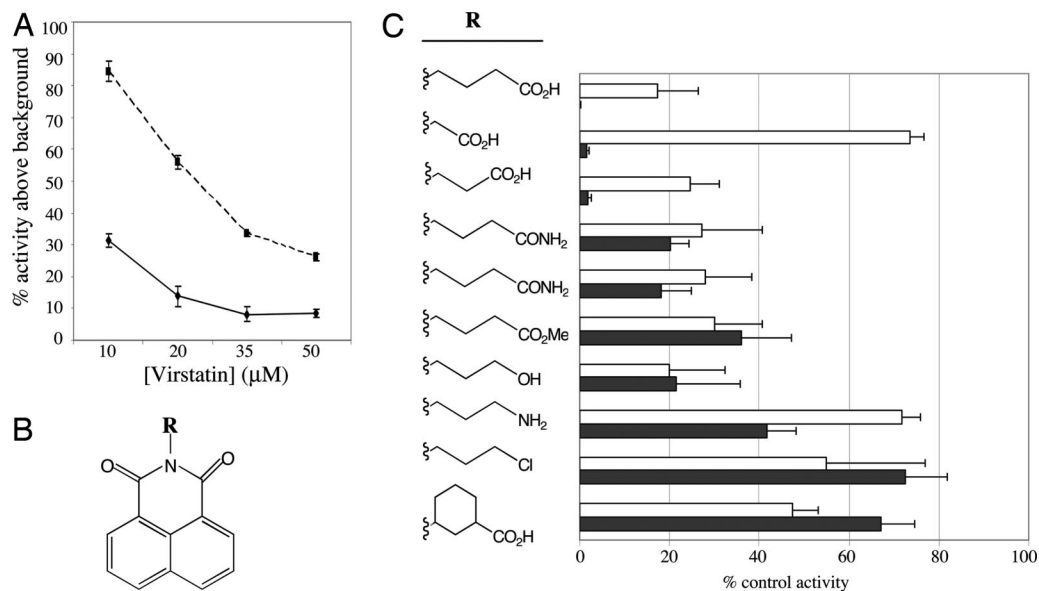 A
% activity above background
100
90
80
70
60
50
40
30
20
10
0
10 20 35 50
[Virstatin] (µM)
B
R
O N O
C
R
CO₂H
CO₂H
CO₂H
CONH₂
CONH₂
CO₂Me
OH
NH₂
Cl
CO₂H
0 20 40 60 80 100
% control activity